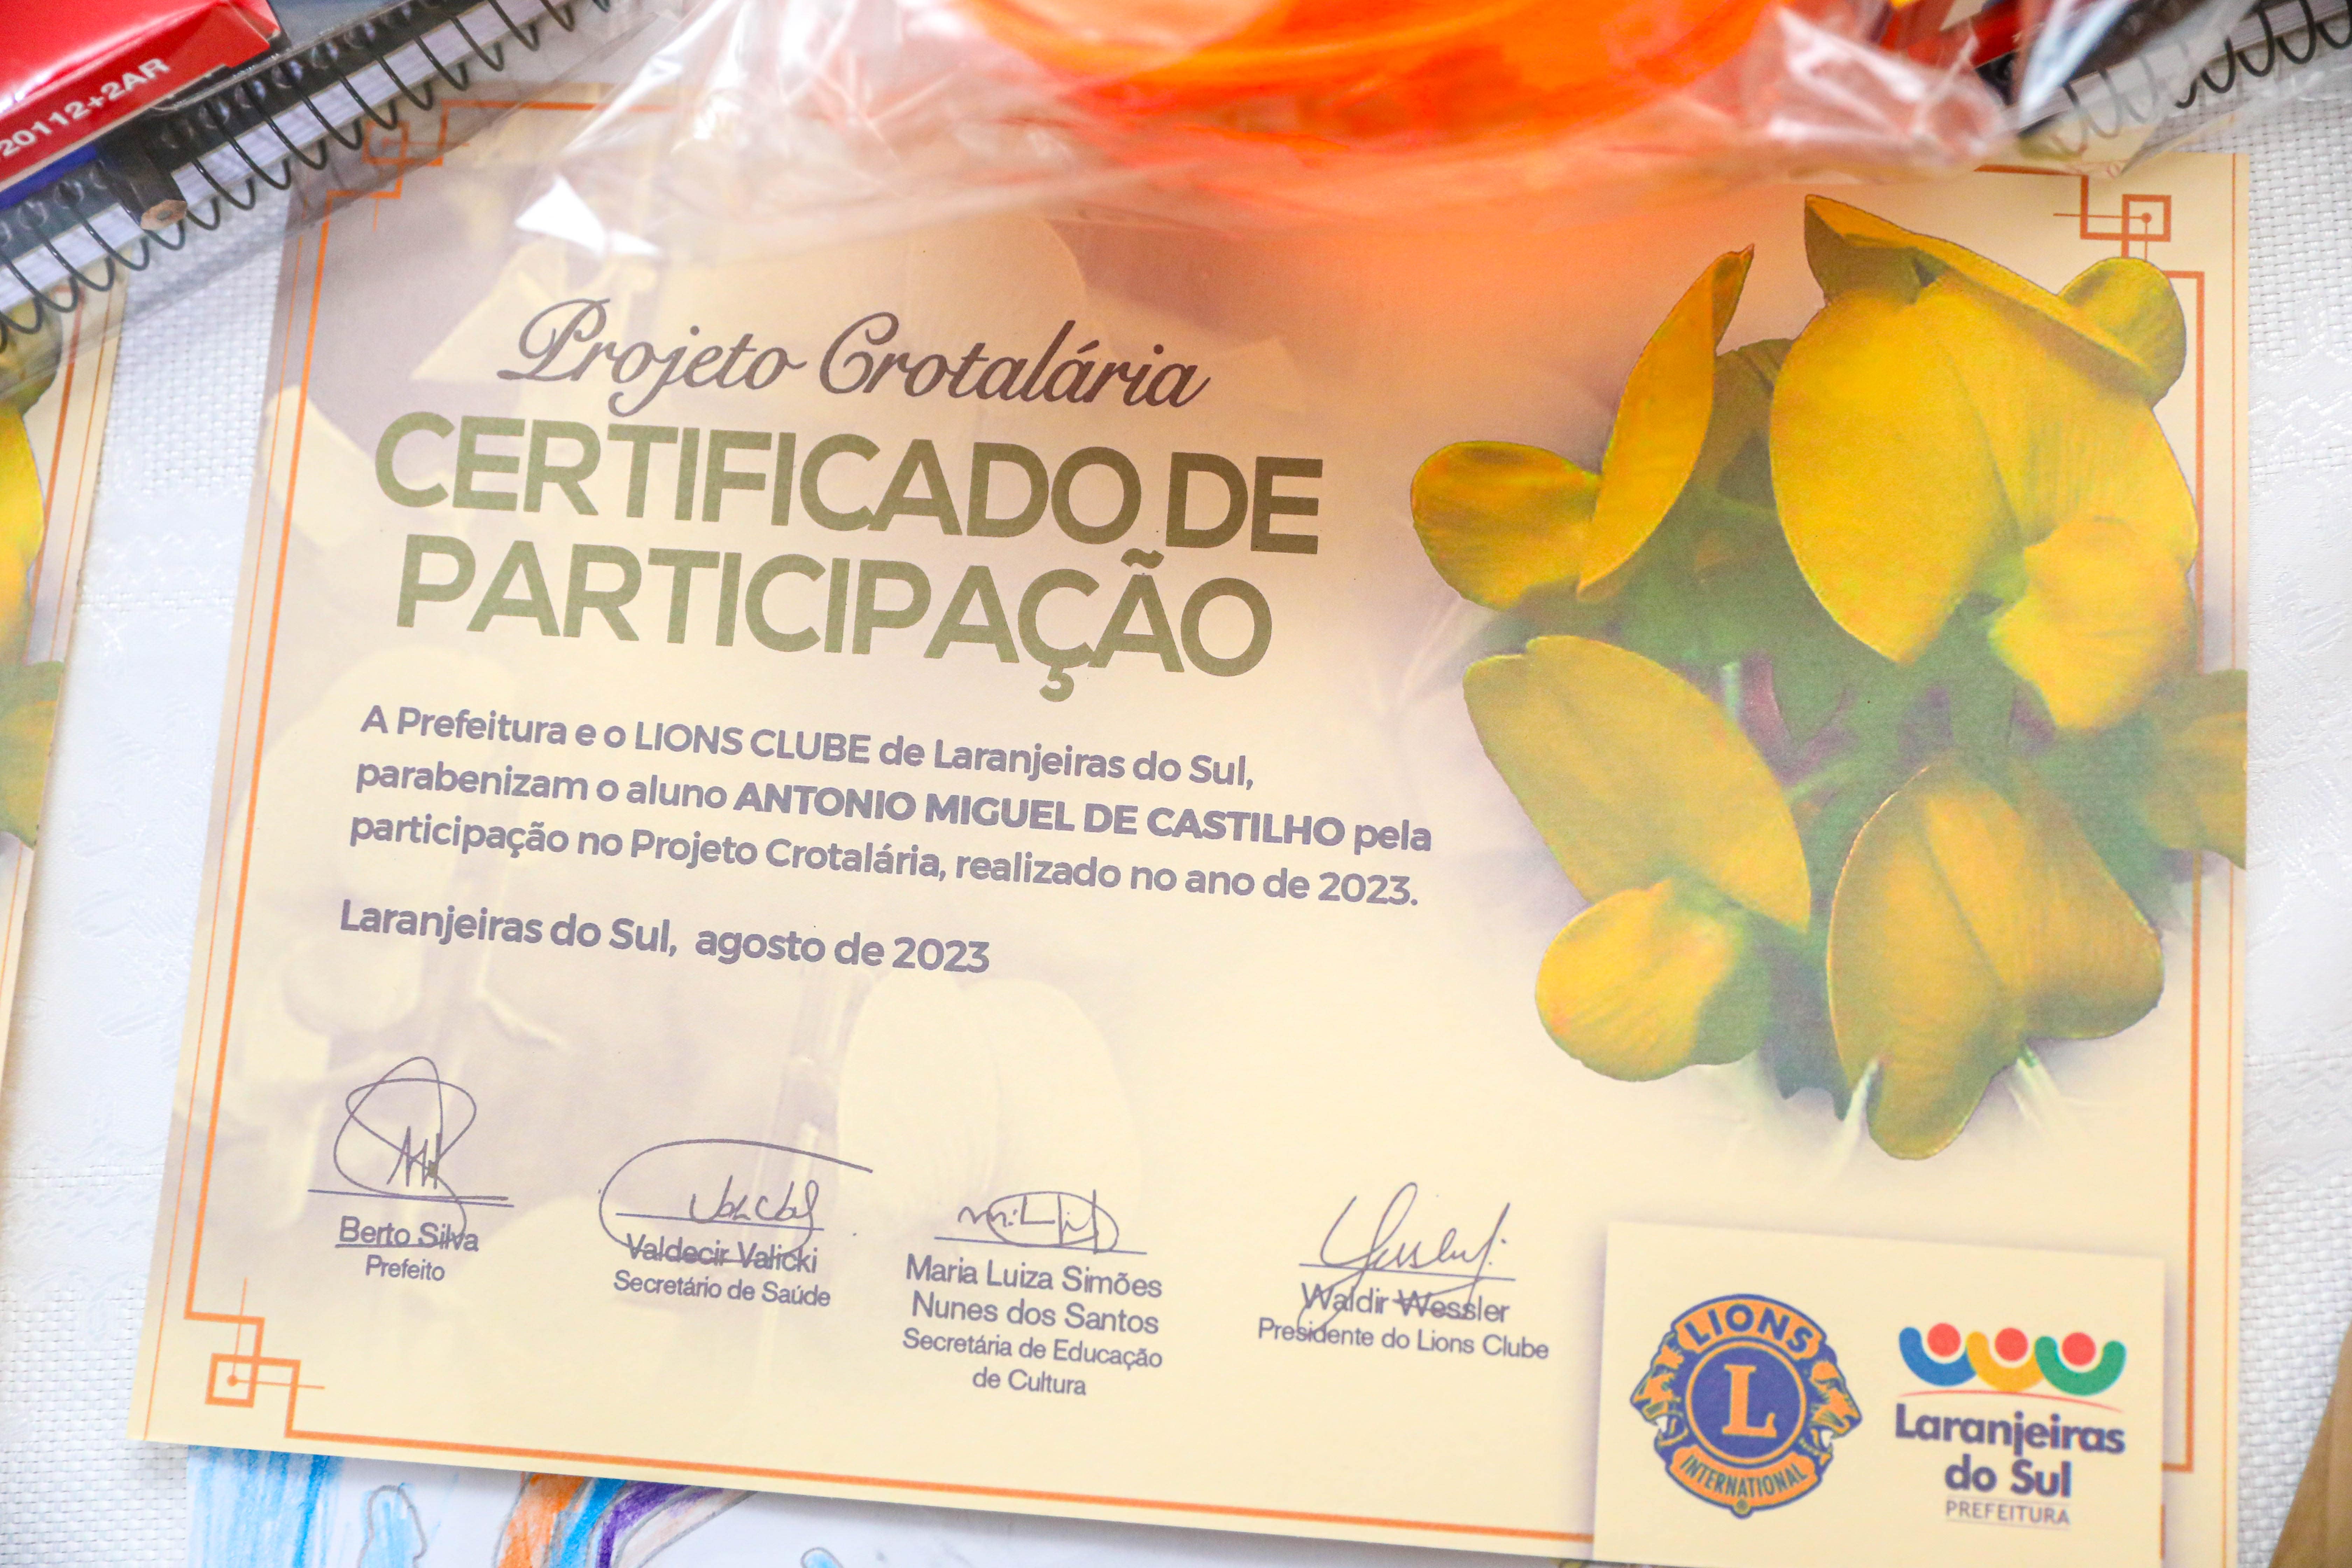 20112+2AR
Projeto Crotalária
CERTIFICADO DE
PARTICIPAÇÃO
A Prefeitura e o LIONS CLUBE de Laranjeiras do Sul,
parabenizam o aluno ANTONIO MIGUEL DE CASTILHO pela
participação no Projeto Crotalária, realizado no ano de 2023.
Laranjeiras do Sul, agosto de 2023
Berto Silva
Prefeito
Valdecir Valicki
Secretário de Saúde
Maria Luiza Simões
Nunes dos Santos
Secretária de Educação
de Cultura
Waldir Wessler
Presidente do Lions Clube
LIONS
L
INTERNATIONAL
Laranjeiras
do Sul
PREFEITURA